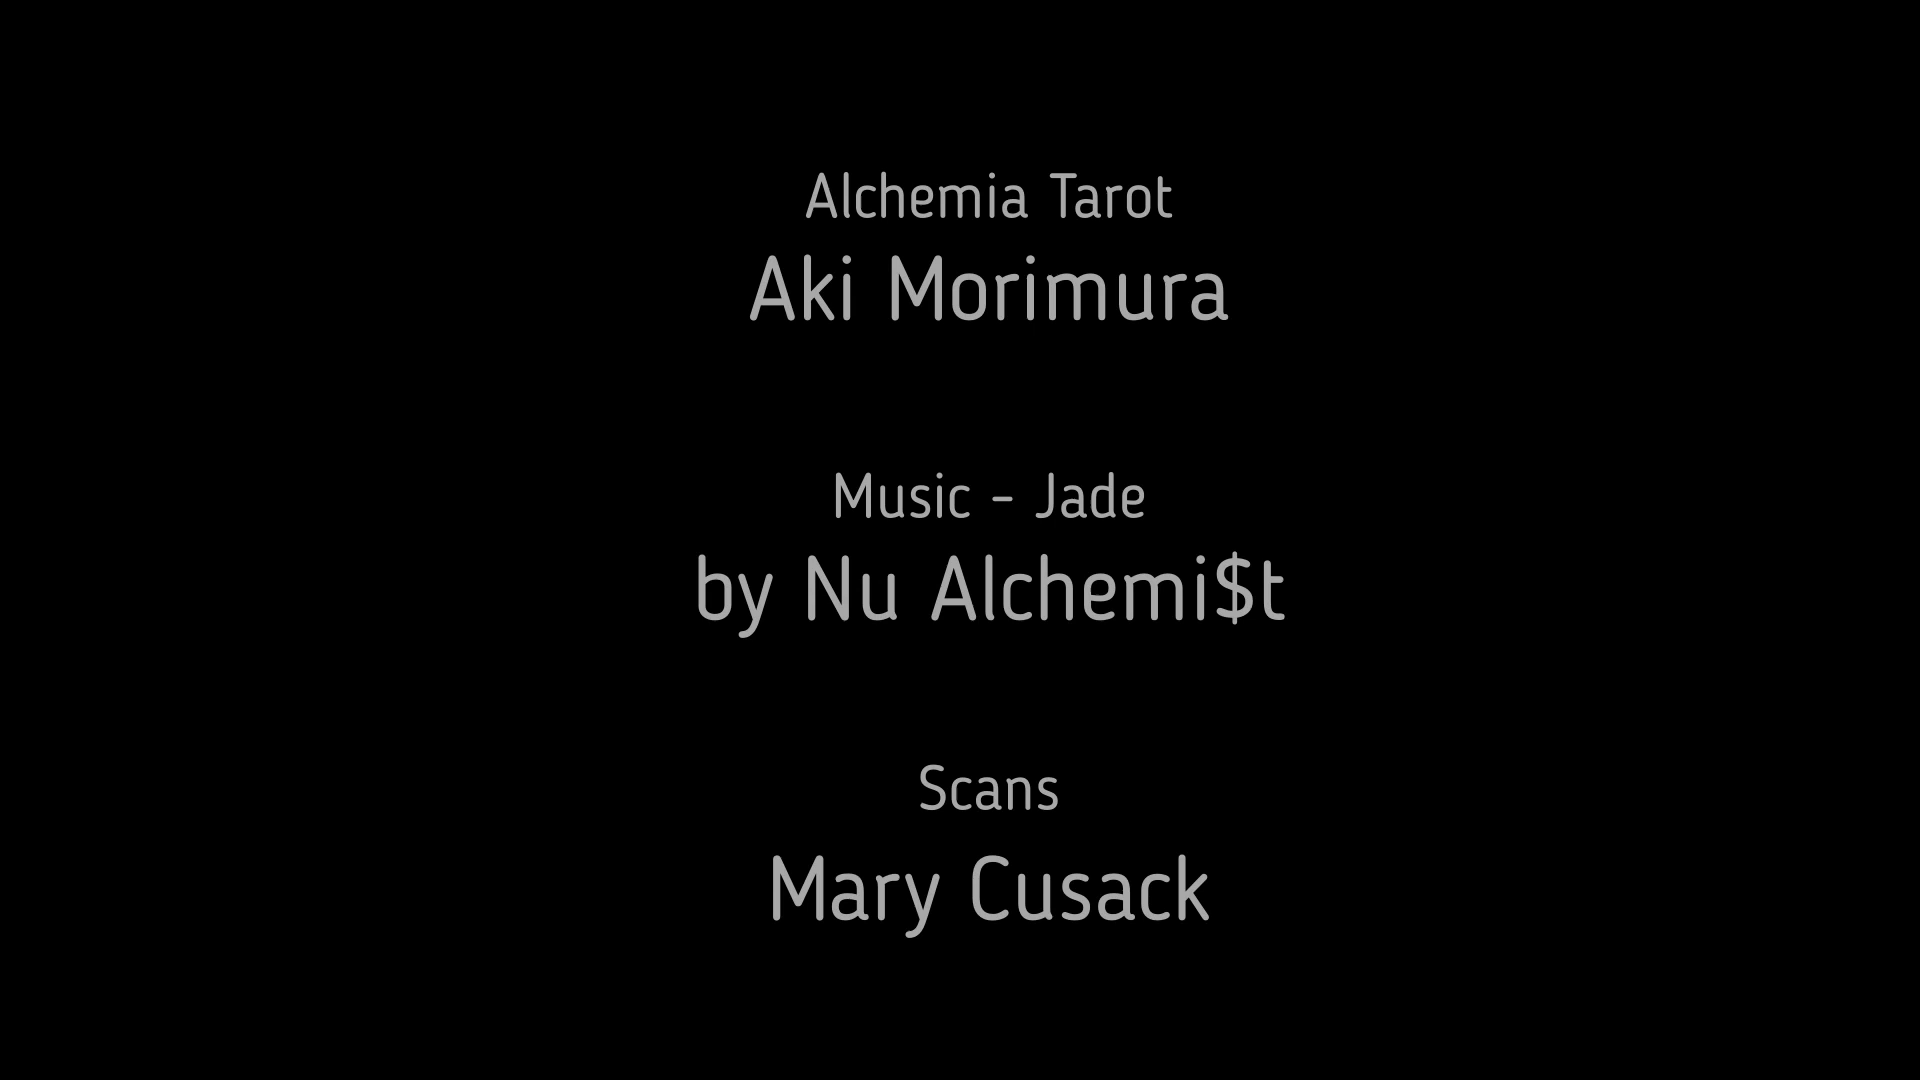 Alchemia Tarot
Aki Morimura
Music - Jade
by Nu Alchemi$t
Scans
Mary Cusack